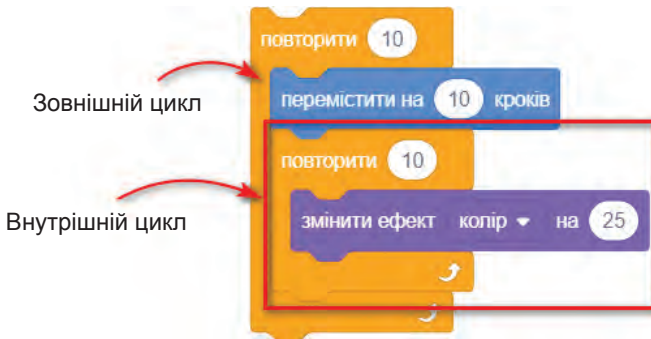 повторити 10
Зовнішній цикл
перемістити на 10 кроків
повторити 10
Внутрішній цикл
змінити ефект колір на 25